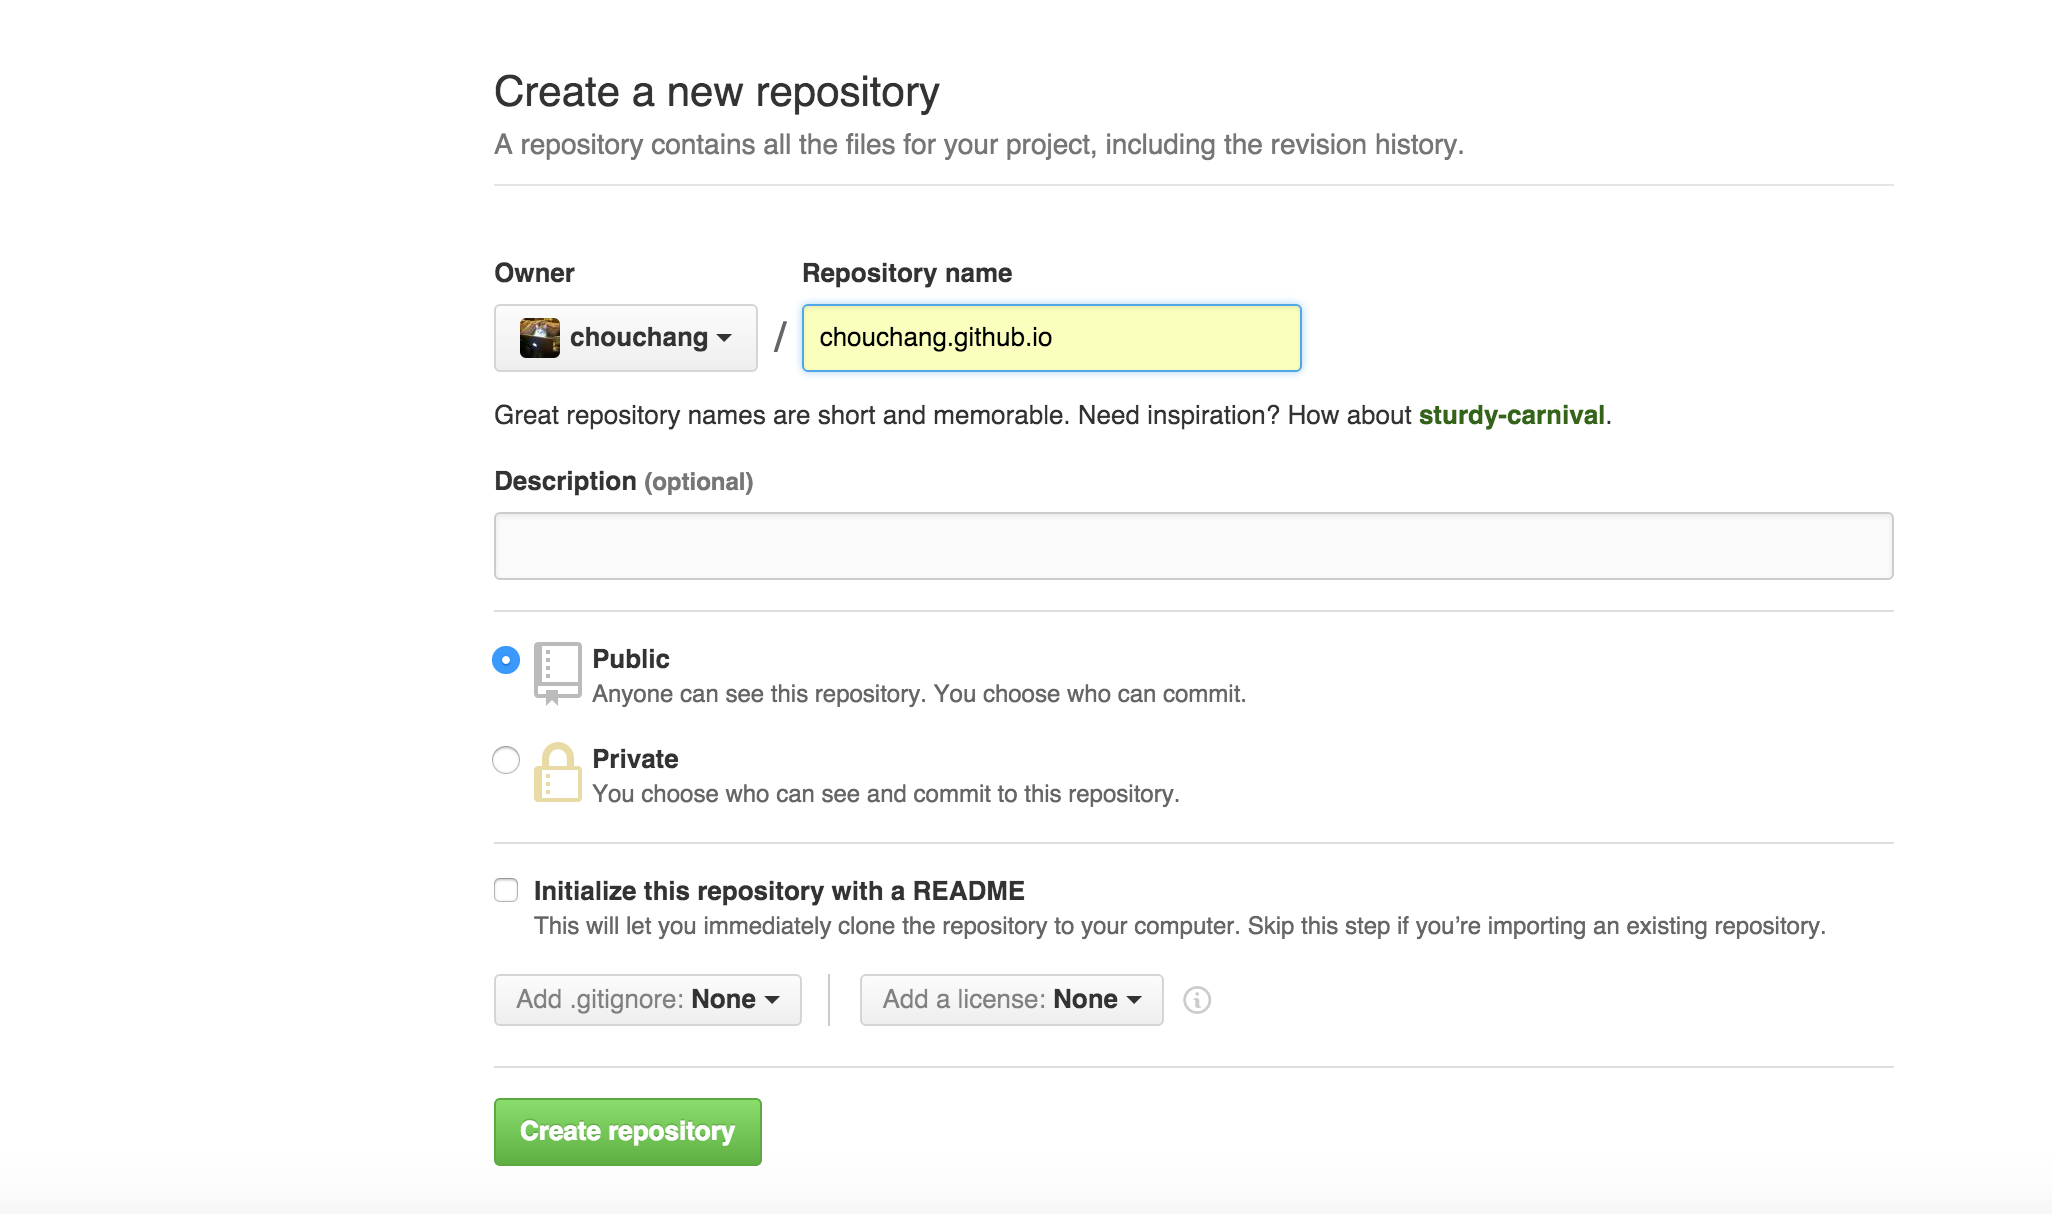 Create a new repository
A repository contains all the files for your project, including the revision history.
Owner
Repository name
chouchang
/
chouchang.github.io
Great repository names are short and memorable. Need inspiration? How about sturdy-carnival.
Description (optional)
Public
Anyone can see this repository. You choose who can commit.
Private
You choose who can see and commit to this repository.
Initialize this repository with a README
This will let you immediately clone the repository to your computer. Skip this step if you’re importing an existing repository.
Add .gitignore: None
Add a license: None
Create repository